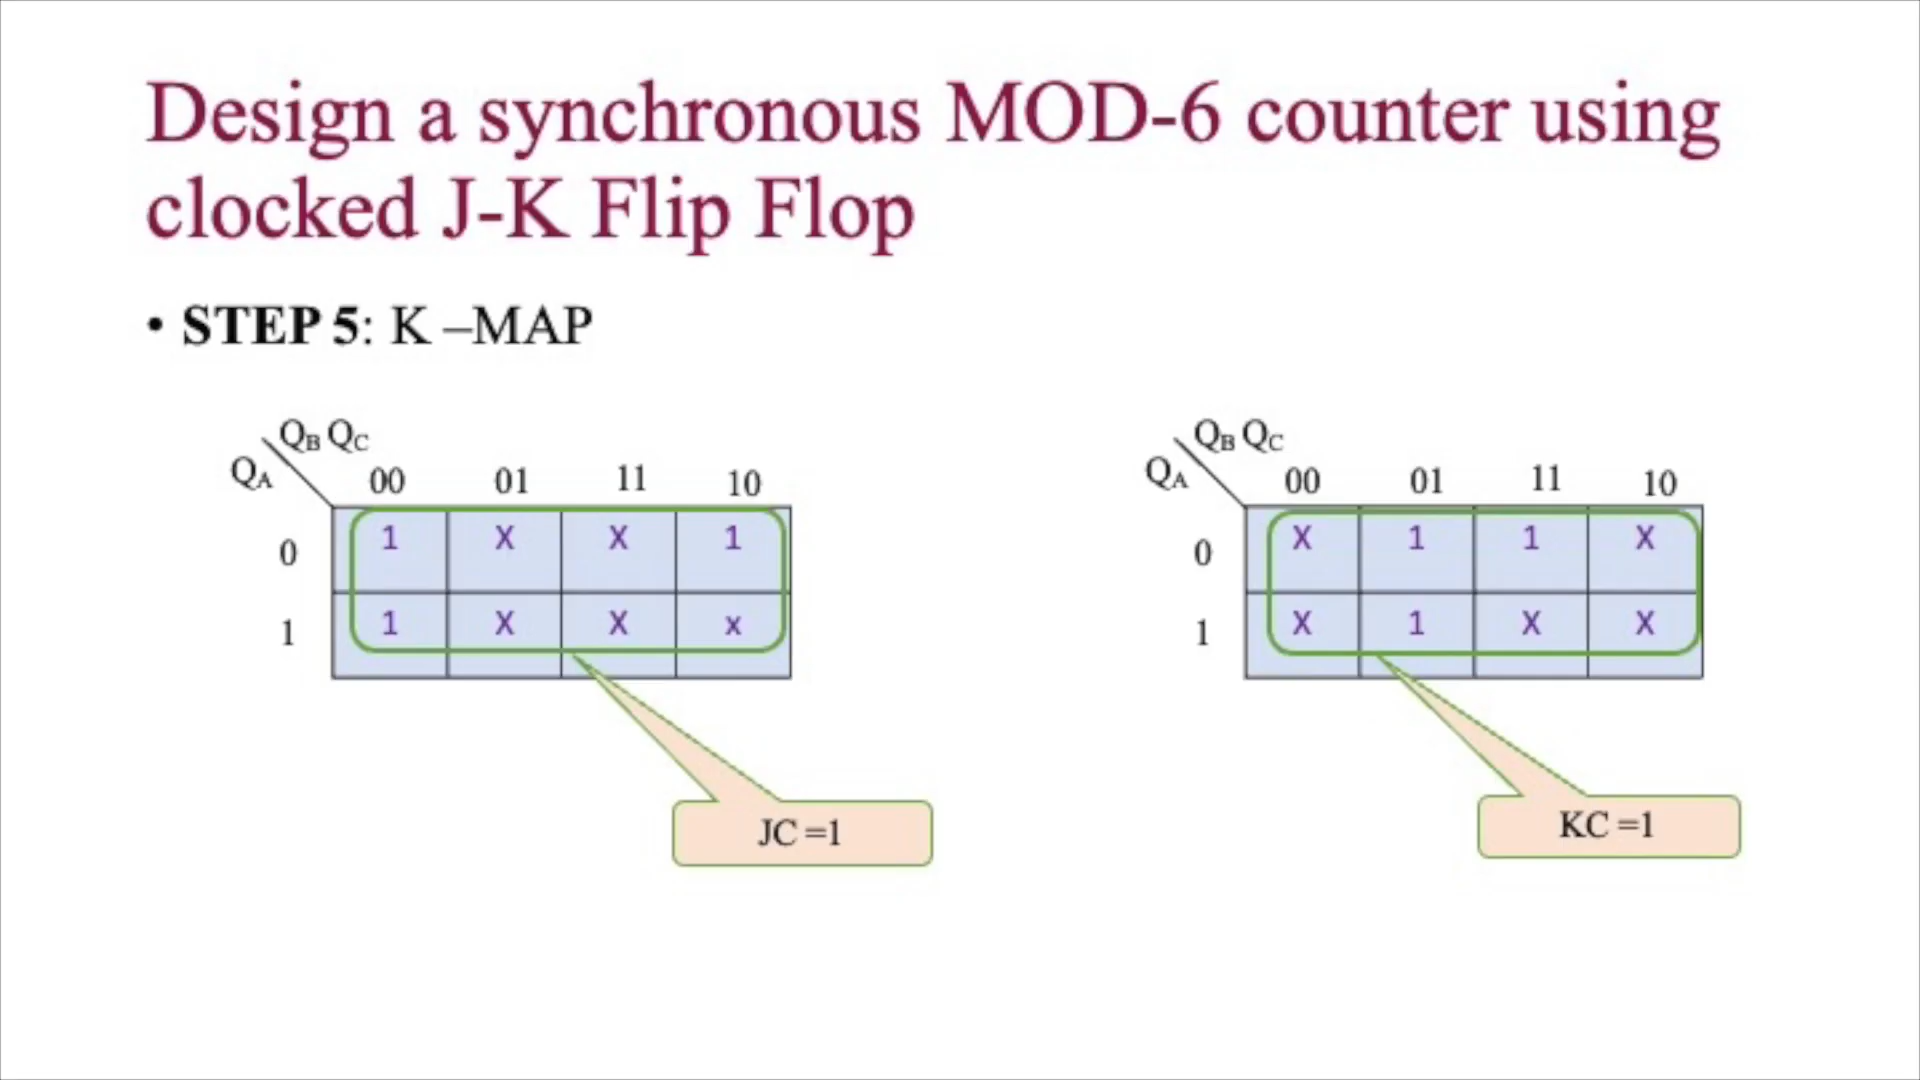 Design a synchronous MOD-6 counter using
clocked J-K Flip Flop
• STEP 5: K –MAP
QB QC
QA
00 01 11 10
0 1 X X 1
1 1 X X x
JC =1
QB QC
QA
00 01 11 10
0 X 1 1 X
1 X 1 X X
KC =1